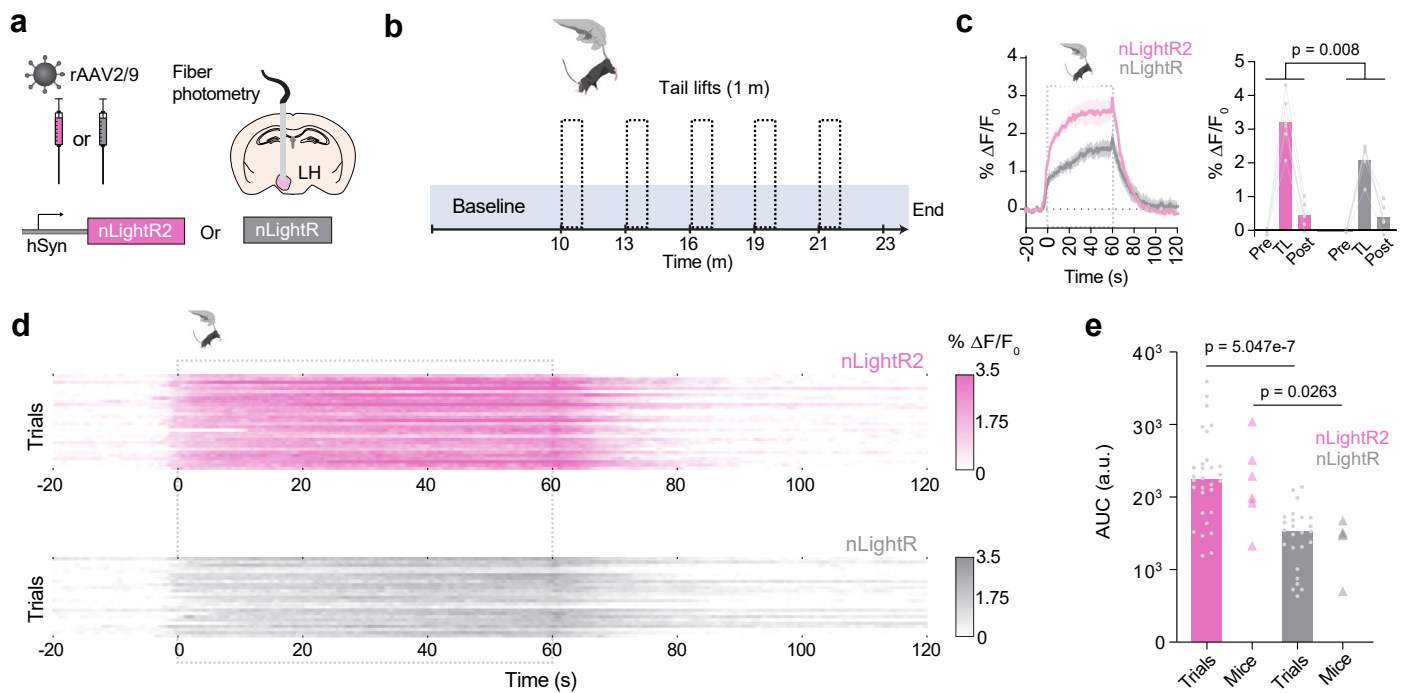 a
rAAV2/9
or
Fiber
photometry
LH
hSyn
nLightR2
Or
nLightR
b
Tail lifts (1 m)
Baseline
End
10
13
16
19
21
23
Time (m)
c
nLightR2
nLightR
% ΔF/F0
4
3
2
1
0
-20
0
20
40
60
80
100
120
Time (s)
p = 0.008
% ΔF/F0
5
4
3
2
1
0
Pre
TL
Post
Pre
TL
Post
d
nLightR2
% ΔF/F0
3.5
1.75
0
Trials
-20
0
20
40
60
80
100
120
nLightR
3.5
1.75
0
Trials
-20
0
20
40
60
80
100
120
Time (s)
e
p = 5.047e-7
p = 0.0263
nLightR2
nLightR
AUC (a.u.)
40³
30³
20³
10³
0
Trials
Mice
Trials
Mice